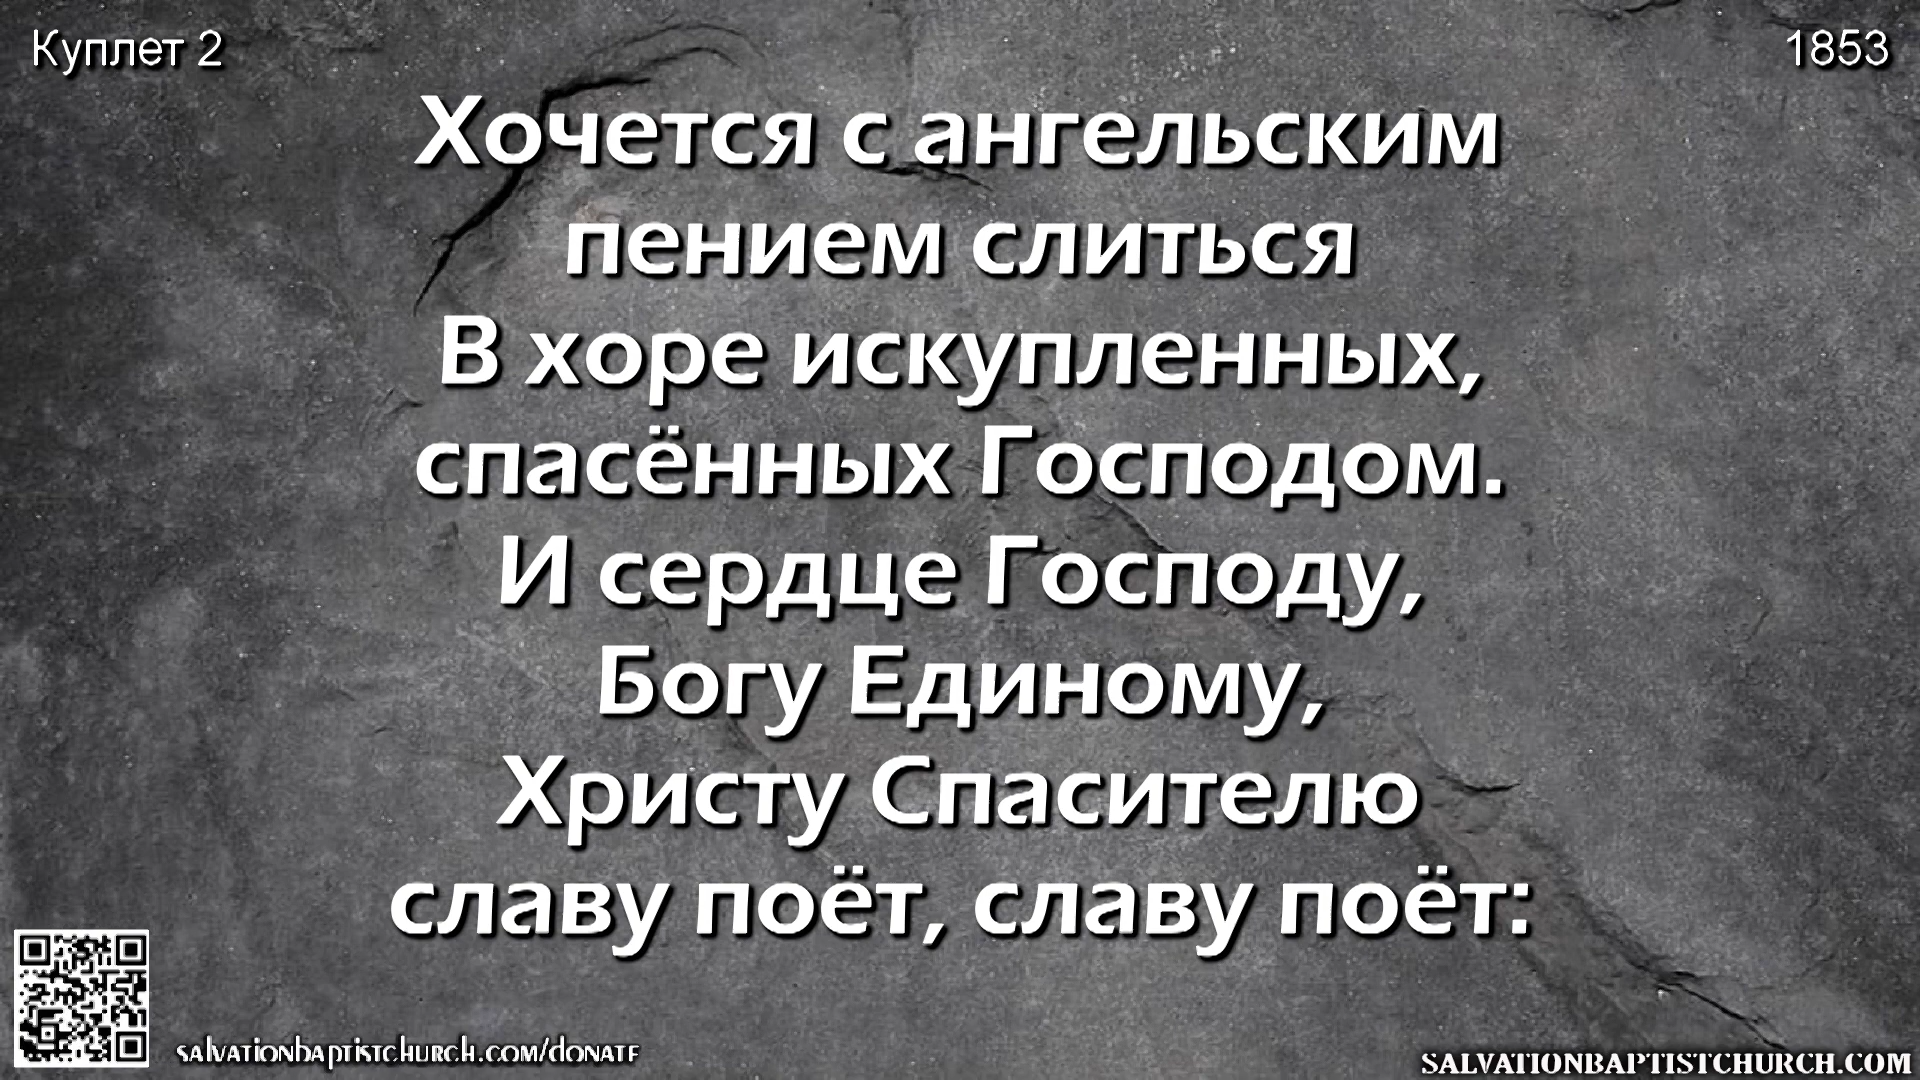 Куплет 2
1853
Хочется с ангельским
пением слиться
В хоре искупленных,
спасённых Господом.
И сердце Господу,
Богу Единому,
Христу Спасителю
славу поёт, славу поёт:
salvationbaptistchurch.com/donate
SALVATIONBAPTISTCHURCH.COM